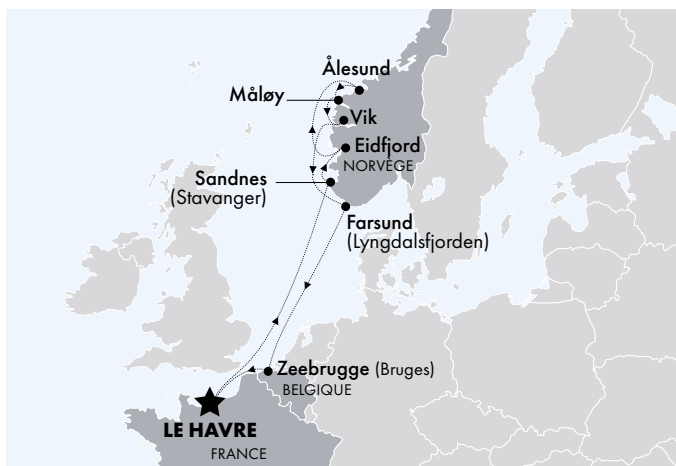 Ålesund
Måløy
Vik
Eidfjord
NORVÈGE
Sandnes
(Stavanger)
Farsund
(Lyngdalsfjorden)
Zeebrugge (Bruges)
BELGIQUE
LE HAVRE
FRANCE